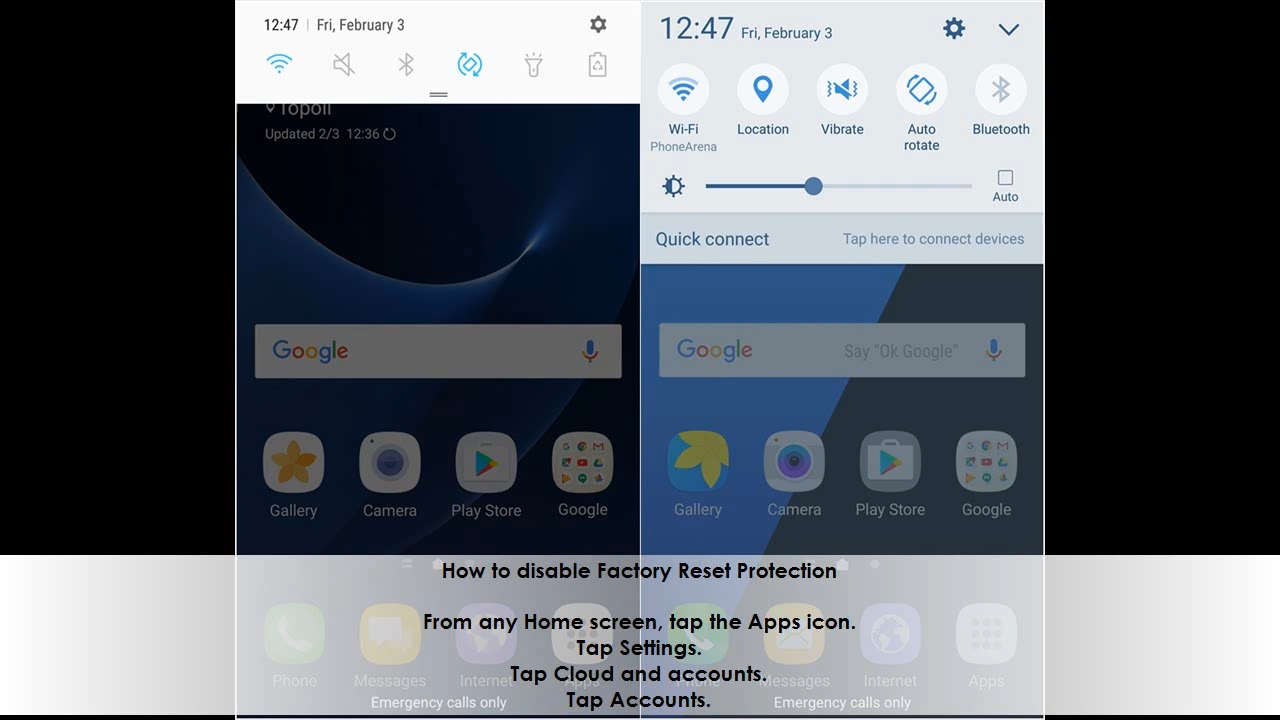 12:47 | Fri, February 3
Topoli
Updated 2/3 12:36
Google
Gallery Camera Play Store Google
12:47 Fri, February 3
Wi-Fi Location Vibrate Auto rotate Bluetooth
PhoneArena
Auto
Quick connect Tap here to connect devices
Google Say "Ok Google"
Gallery Camera Play Store Google
How to disable Factory Reset Protection
From any Home screen, tap the Apps icon.
Tap Settings.
Tap Cloud and accounts.
Tap Accounts.
Phone Messages Internet Apps
Emergency calls only
Phone Messages Internet Apps
Emergency calls only